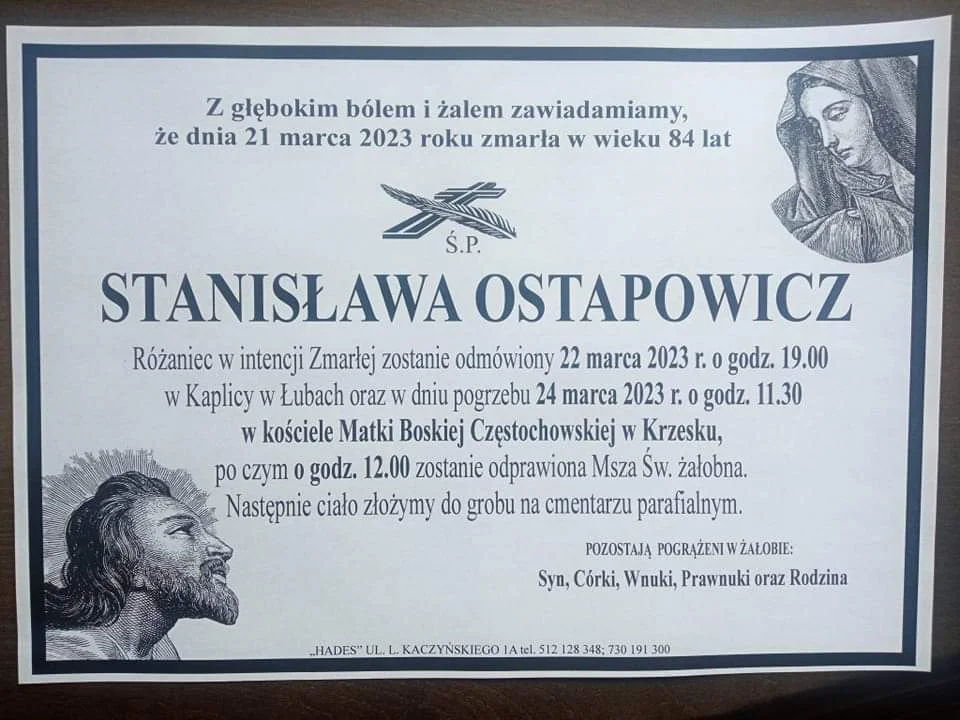 Z głębokim bólem i żalem zawiadamiamy,
że dnia 21 marca 2023 roku zmarła w wieku 84 lat
Ś.P.
STANISŁAWA OSTAPOWICZ
Różaniec w intencji Zmarłej zostanie odmówiony 22 marca 2023 r. o godz. 19.00
w Kaplicy w Łubach oraz w dniu pogrzebu 24 marca 2023 r. o godz. 11.30
w kościele Matki Boskiej Częstochowskiej w Krzesku,
po czym o godz. 12.00 zostanie odprawiona Msza Św. żałobna.
Następnie ciało złożymy do grobu na cmentarzu parafialnym.
POZOSTAJĄ POGRĄŻENI W ŻAŁOBIE:
Syn, Córki, Wnuki, Prawnuki oraz Rodzina
„HADES” UL. L. KACZYŃSKIEGO 1A tel. 512 128 348; 730 191 300